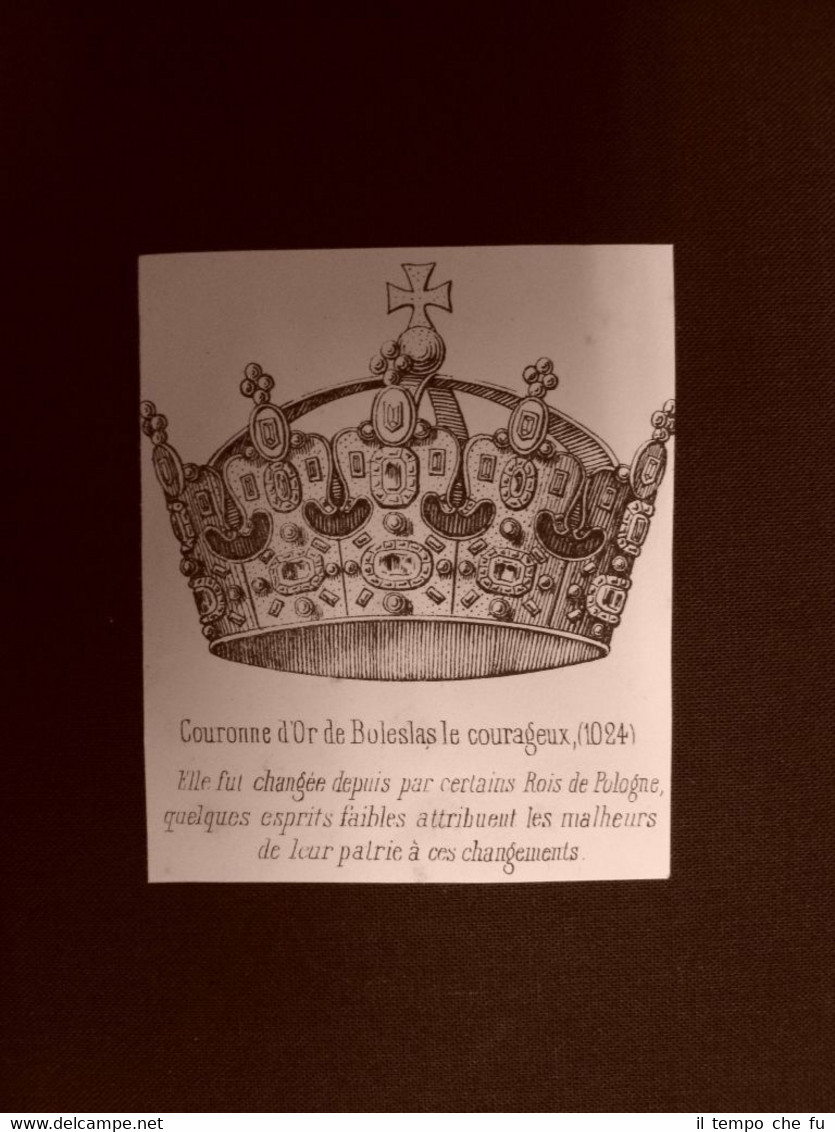 Couronne d'Or de Boleslas le courageux, (1024)
Elle fut changée depuis par certains Rois de Pologne,
quelques esprits faibles attribuent les malheurs
de leur patrie à ces changements.
www.delcampe.net
il tempo che fu